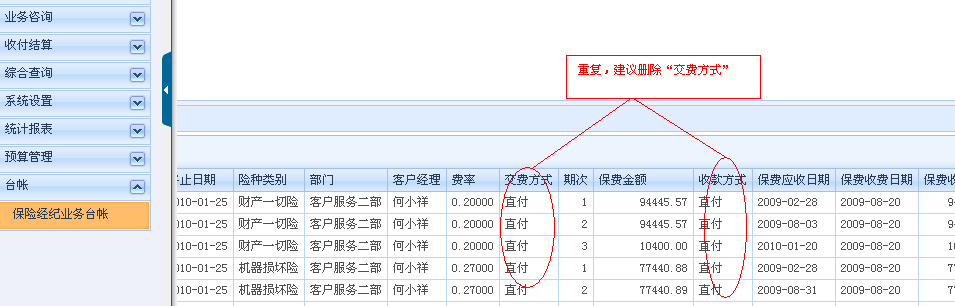 业务咨询
收付结算
综合查询
系统设置
统计报表
预算管理
台帐
保险经纪业务台帐
重复，建议删除“交费方式”
止日期 险种类别 部门 客户经理 费率 交费方式 期次 保费金额 收款方式 保费应收日期 保费收费日期 保费收
010-01-25 财产一切险 客户服务二部 何小祥 0.20000 直付 1 94445.57 直付 2009-02-28 2009-08-20 94
010-01-25 财产一切险 客户服务二部 何小祥 0.20000 直付 2 94445.57 直付 2009-08-03 2009-08-20 94
010-01-25 财产一切险 客户服务二部 何小祥 0.20000 直付 3 10400.00 直付 2010-01-20 2009-08-20 10
010-01-25 机器损坏险 客户服务二部 何小祥 0.27000 直付 1 77440.88 直付 2009-02-28 2009-08-20 77
010-01-25 机器损坏险 客户服务二部 何小祥 0.27000 直付 2 77440.89 直付 2009-08-31 2009-08-20 77